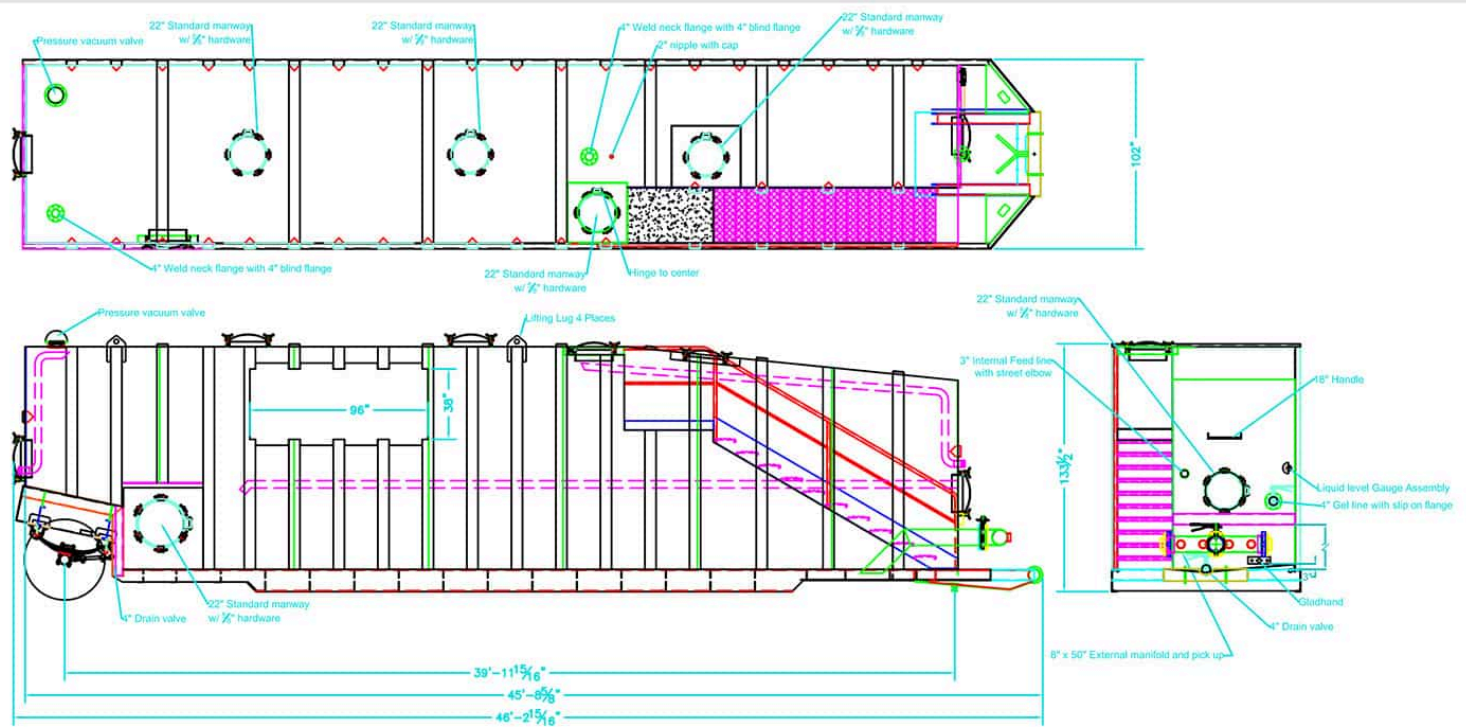 22" Standard manway
w/ ⅝" hardware
22" Standard manway
w/ ⅝" hardware
4" Weld neck flange with 4" blind flange
22" Standard manway
w/ ⅝" hardware
Pressure vacuum valve
2" nipple with cap
102"
4" Weld neck flange with 4" blind flange
22" Standard manway
w/ ⅝" hardware
Hinge to center
Pressure vacuum valve
Lifting Lug 4 Places
22" Standard manway
w/ ⅝" hardware
3" Internal Feed line
with street elbow
18" Handle
96"
38"
133½"
Liquid level Gauge Assembly
4" Gel line with slip on flange
3"
Gladhand
4" Drain valve
22" Standard manway
w/ ⅝" hardware
4" Drain valve
8" x 50" External manifold and pick up
39'-11 15/16"
45'-8⅝"
46'-2 15/16"